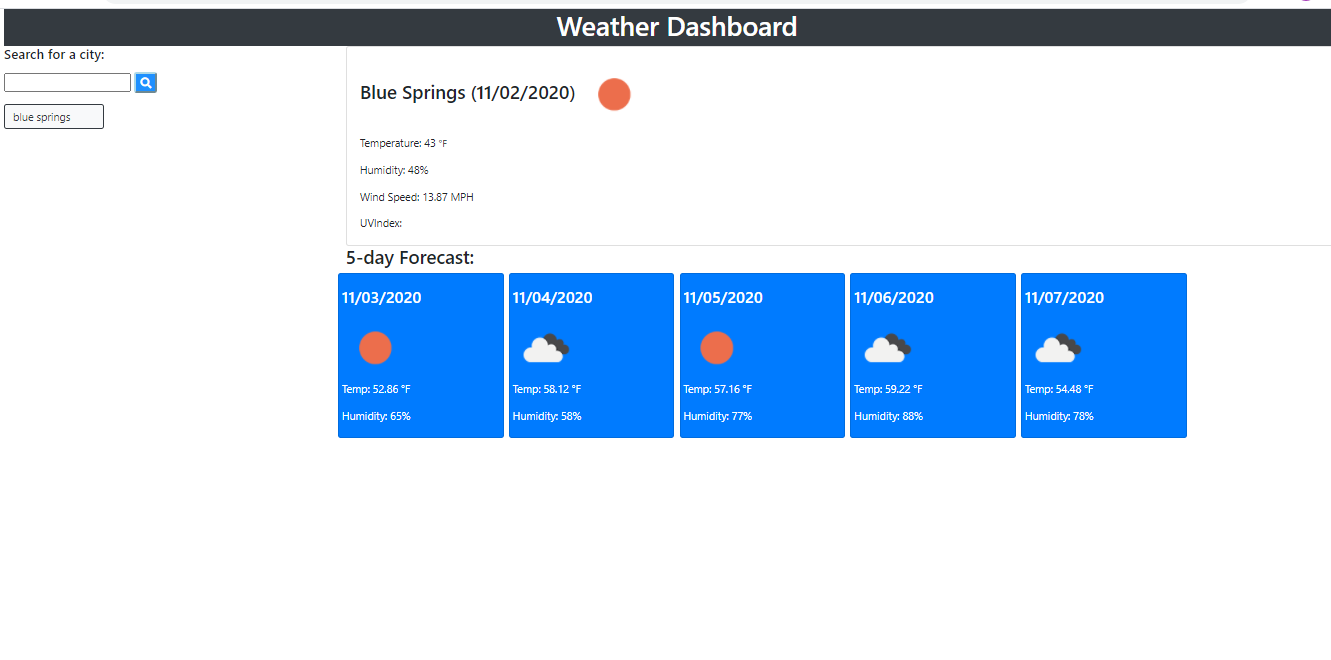 Weather Dashboard
Search for a city:
blue springs
Blue Springs (11/02/2020)
Temperature: 43 °F
Humidity: 48%
Wind Speed: 13.87 MPH
UVIndex:
5-day Forecast:
11/03/2020
Temp: 52.86 °F
Humidity: 65%
11/04/2020
Temp: 58.12 °F
Humidity: 58%
11/05/2020
Temp: 57.16 °F
Humidity: 77%
11/06/2020
Temp: 59.22 °F
Humidity: 88%
11/07/2020
Temp: 54.48 °F
Humidity: 78%